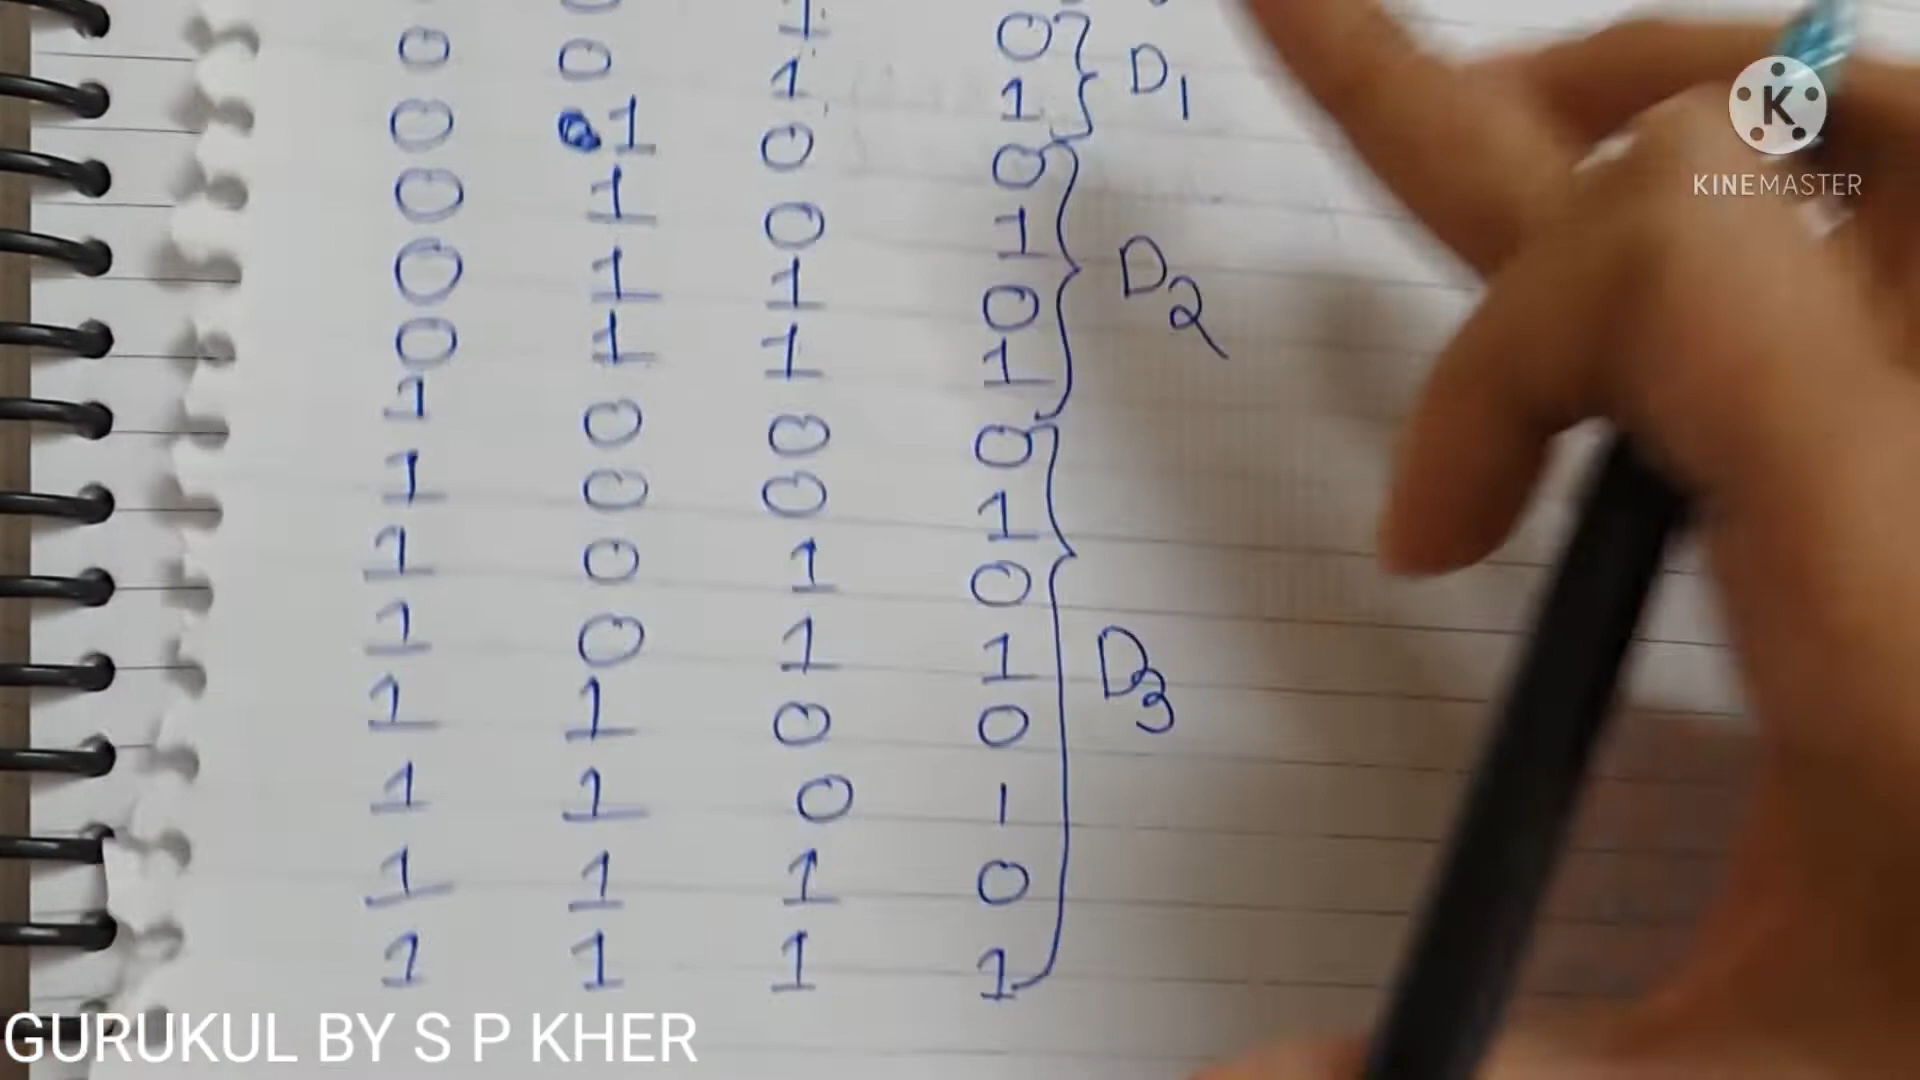 0 0 1 0
0 0 1 1 D1
0 1 0 0
0 1 0 1
0 1 1 0 D2
0 1 1 1
1 0 0 0
1 0 0 1
1 0 1 0
1 0 1 1 D3
1 1 0 0
1 1 0 1
1 1 1 0
1 1 1 1
K
KINEMASTER
GURUKUL BY S P KHER